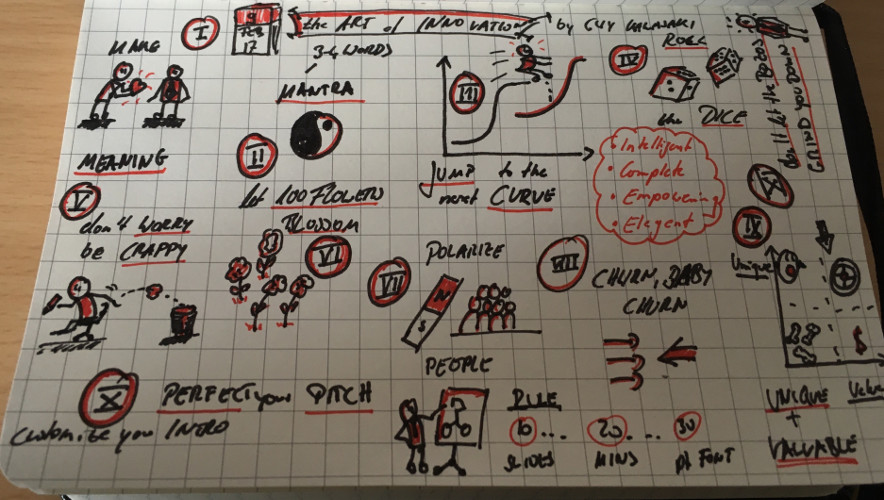 I
FEB
17
the ART of INNOVATION by GUY KAWASAKI
MAKE
MEANING
II
3-4 WORDS
MANTRA
III
JUMP to the
next CURVE
IV
ROLL
the DICE
• Intelligent
• Complete
• Empowering
• Elegant
V
don't WORRY
be CRAPPY
VI
let 100 FLOWERS
BLOSSOM
VII
POLARIZE
N
S
PEOPLE
VIII
CHURN, BABY
CHURN
IX
Unique
$
Value
UNIQUE
+
VALUABLE
X
PERFECT your PITCH
customize your INTRO
RULE
10 ... 20 ... 30
SLIDES MINS pt FONT
XI
don't let the BOZOS
GRIND YOU DOWN